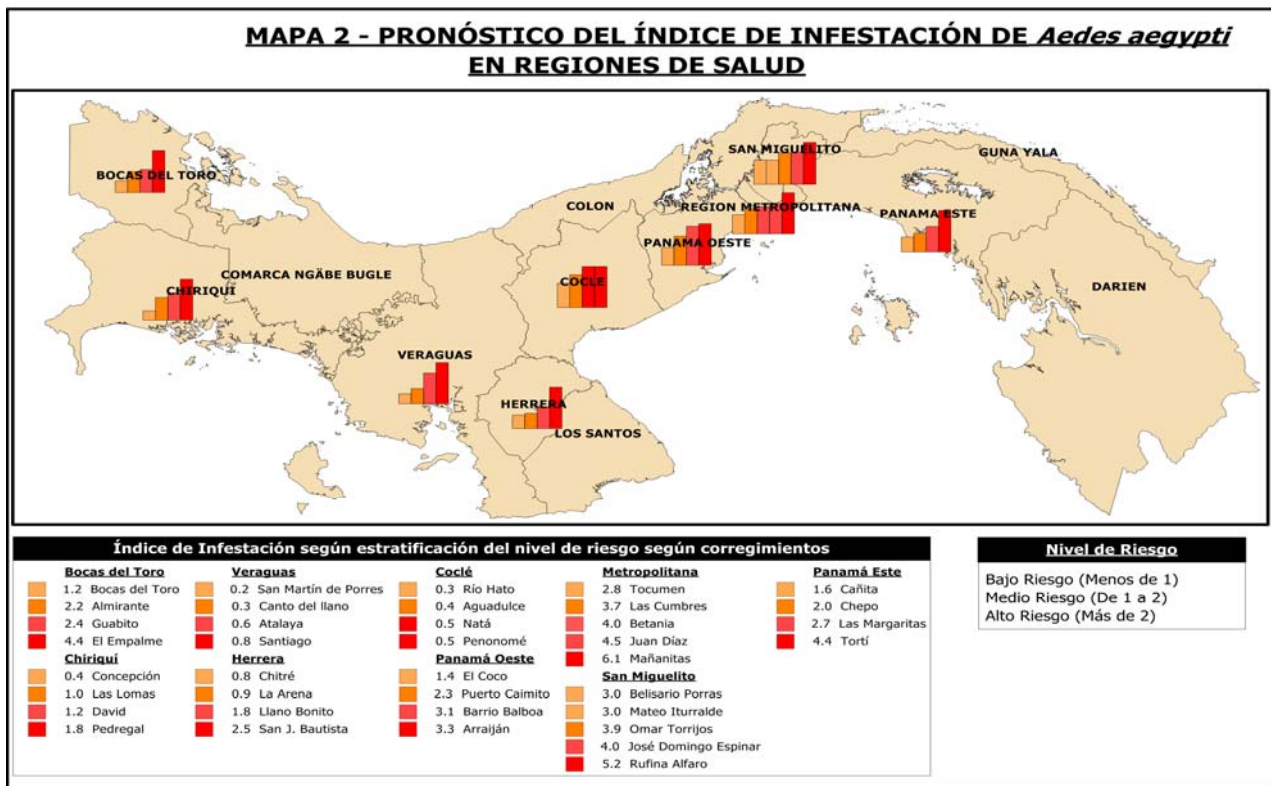 MAPA 2 - PRONÓSTICO DEL ÍNDICE DE INFESTACIÓN DE Aedes aegypti
EN REGIONES DE SALUD
BOCAS DEL TORO
CHIRIQUI
COMARCA NGÄBE BUGLE
VERAGUAS
HERRERA
LOS SANTOS
COCLE
COLON
PANAMA OESTE
REGION METROPOLITANA
SAN MIGUELITO
PANAMA ESTE
GUNA YALA
DARIEN
Índice de Infestación según estratificación del nivel de riesgo según corregimientos
Bocas del Toro
1.2 Bocas del Toro
2.2 Almirante
2.4 Guabito
4.4 El Empalme
Chiriquí
0.4 Concepción
1.0 Las Lomas
1.2 David
1.8 Pedregal
Veraguas
0.2 San Martín de Porres
0.3 Canto del llano
0.6 Atalaya
0.8 Santiago
Herrera
0.8 Chitré
0.9 La Arena
1.8 Llano Bonito
2.5 San J. Bautista
Coclé
0.3 Río Hato
0.4 Aguadulce
0.5 Natá
0.5 Penonomé
Panamá Oeste
1.4 El Coco
2.3 Puerto Caimito
3.1 Barrio Balboa
3.3 Arraiján
Metropolitana
2.8 Tocumen
3.7 Las Cumbres
4.0 Betania
4.5 Juan Díaz
6.1 Mañanitas
San Miguelito
3.0 Belisario Porras
3.0 Mateo Iturralde
3.9 Omar Torrijos
4.0 José Domingo Espinar
5.2 Rufina Alfaro
Panamá Este
1.6 Cañita
2.0 Chepo
2.7 Las Margaritas
4.4 Tortí
Nivel de Riesgo
Bajo Riesgo (Menos de 1)
Medio Riesgo (De 1 a 2)
Alto Riesgo (Más de 2)